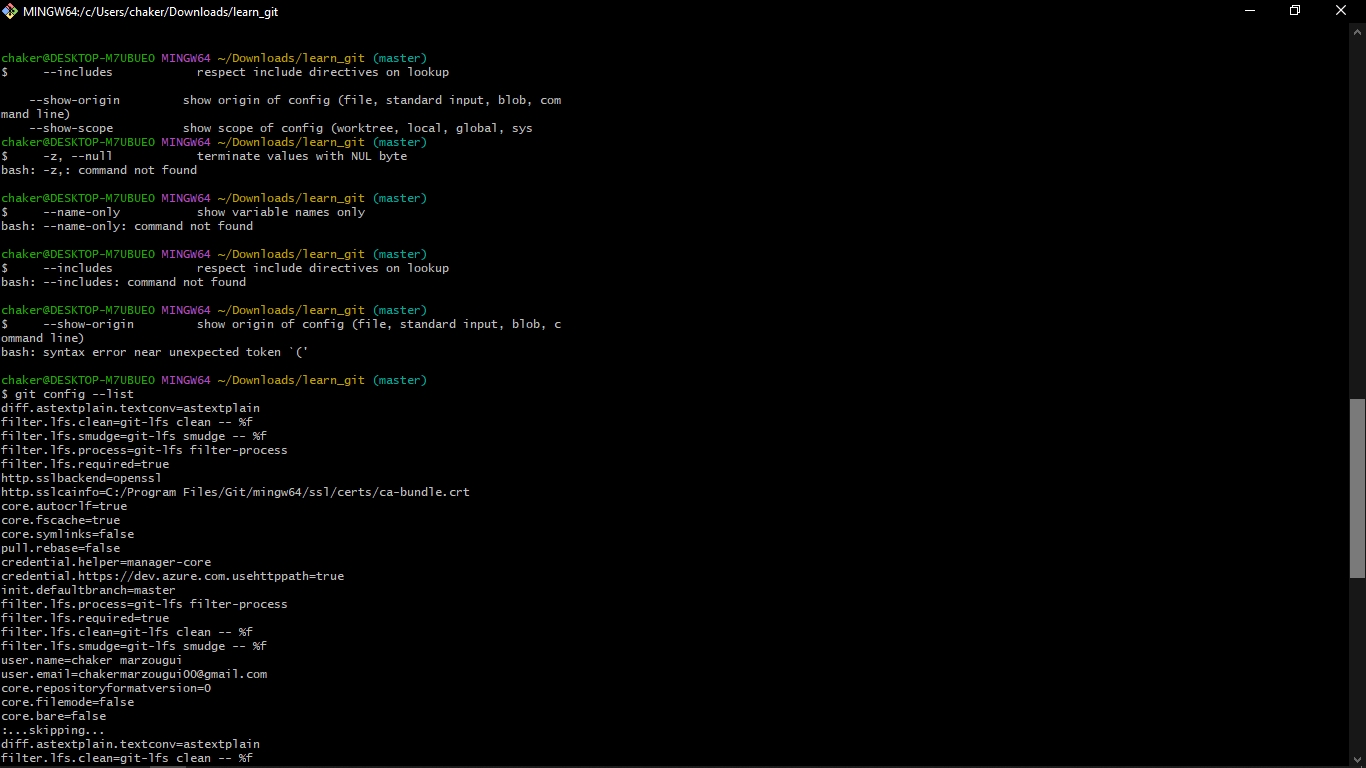 MINGW64:/c/Users/chaker/Downloads/learn_git
chaker@DESKTOP-M7UBUEO MINGW64 ~/Downloads/learn_git (master)
$     --includes            respect include directives on lookup
    --show-origin         show origin of config (file, standard input, blob, com
mand line)
    --show-scope          show scope of config (worktree, local, global, sys
chaker@DESKTOP-M7UBUEO MINGW64 ~/Downloads/learn_git (master)
$     -z, --null            terminate values with NUL byte
bash: -z,: command not found
chaker@DESKTOP-M7UBUEO MINGW64 ~/Downloads/learn_git (master)
$     --name-only           show variable names only
bash: --name-only: command not found
chaker@DESKTOP-M7UBUEO MINGW64 ~/Downloads/learn_git (master)
$     --includes            respect include directives on lookup
bash: --includes: command not found
chaker@DESKTOP-M7UBUEO MINGW64 ~/Downloads/learn_git (master)
$     --show-origin         show origin of config (file, standard input, blob, c
ommand line)
bash: syntax error near unexpected token `('
chaker@DESKTOP-M7UBUEO MINGW64 ~/Downloads/learn_git (master)
$ git config --list
diff.astextplain.textconv=astextplain
filter.lfs.clean=git-lfs clean -- %f
filter.lfs.smudge=git-lfs smudge -- %f
filter.lfs.process=git-lfs filter-process
filter.lfs.required=true
http.sslbackend=openssl
http.sslcainfo=C:/Program Files/Git/mingw64/ssl/certs/ca-bundle.crt
core.autocrlf=true
core.fscache=true
core.symlinks=false
pull.rebase=false
credential.helper=manager-core
credential.https://dev.azure.com.usehttppath=true
init.defaultbranch=master
filter.lfs.process=git-lfs filter-process
filter.lfs.required=true
filter.lfs.clean=git-lfs clean -- %f
filter.lfs.smudge=git-lfs smudge -- %f
user.name=chaker marzougui
user.email=chakermarzougui00@gmail.com
core.repositoryformatversion=0
core.filemode=false
core.bare=false
:...skipping...
diff.astextplain.textconv=astextplain
filter.lfs.clean=git-lfs clean -- %f